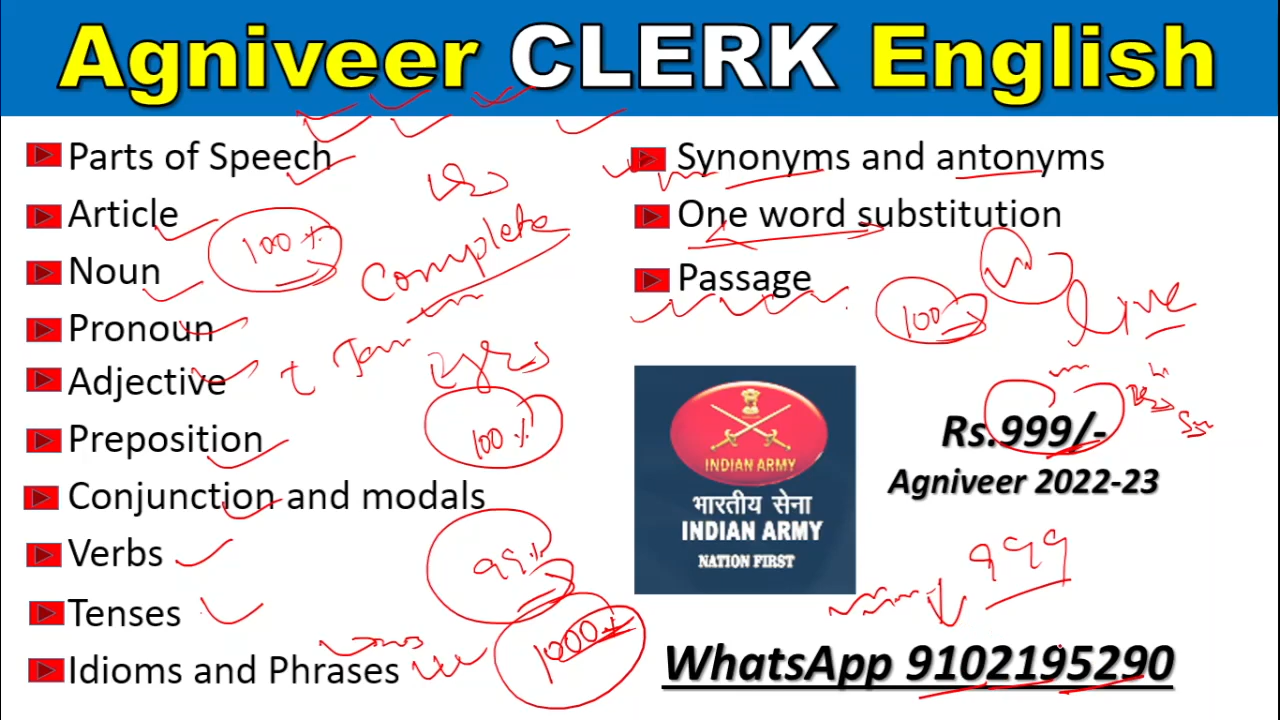 Agniveer CLERK English
Parts of Speech
Article
Noun
Pronoun
Adjective
Preposition
Conjunction and modals
Verbs
Tenses
Idioms and Phrases
100 %
Complete
100 %
99 %
1000 %
Synonyms and antonyms
One word substitution
Passage
100
live
INDIAN ARMY
भारतीय सेना
INDIAN ARMY
NATION FIRST
Rs.999/-
Agniveer 2022-23
999
WhatsApp 9102195290